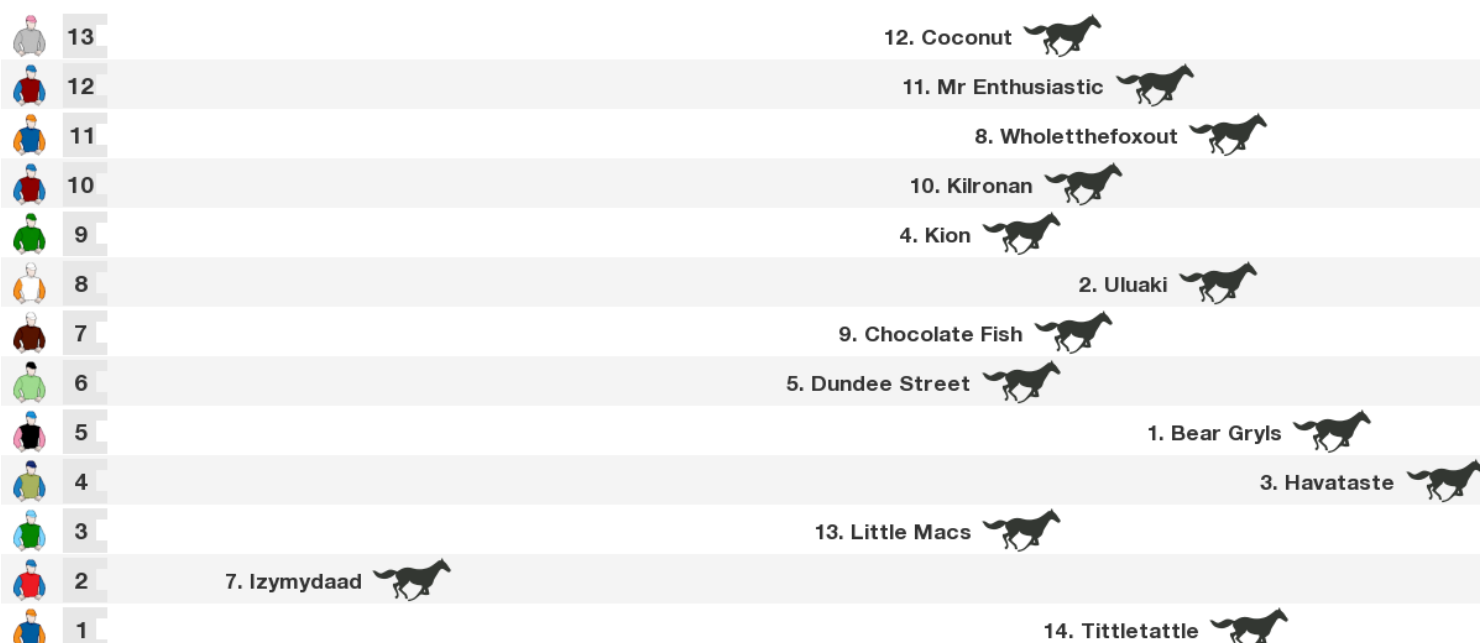 13 12. Coconut
12 11. Mr Enthusiastic
11 8. Wholetthefoxout
10 10. Kilronan
9 4. Kion
8 2. Uluaki
7 9. Chocolate Fish
6 5. Dundee Street
5 1. Bear Gryls
4 3. Havataste
3 13. Little Macs
2 7. Izymydaad
1 14. Tittletattle